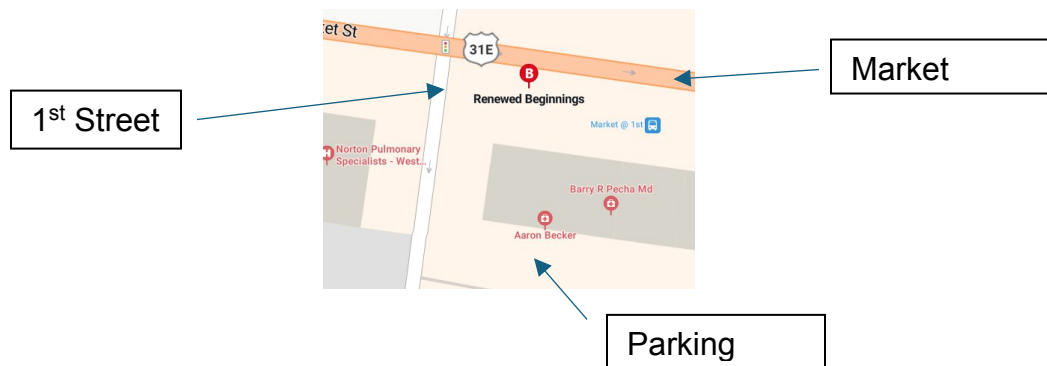 ket St
31E
Market
B
Renewed Beginnings
1st Street
Market @ 1st
H
Norton Pulmonary
Specialists - West...
Barry R Pecha Md
Aaron Becker
Parking